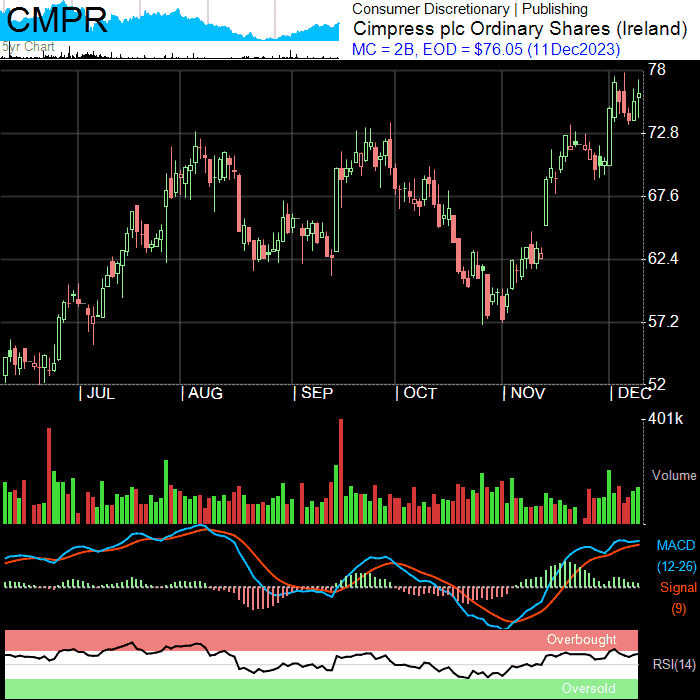 CMPR
5yr Chart
Consumer Discretionary | Publishing
Cimpress plc Ordinary Shares (Ireland)
MC = 2B, EOD = $76.05 (11Dec2023)
78
72.8
67.6
62.4
57.2
52
| JUL | AUG | SEP | OCT | NOV | DEC
401k
Volume
MACD
(12-26)
Signal
(9)
Overbought
RSI(14)
Oversold